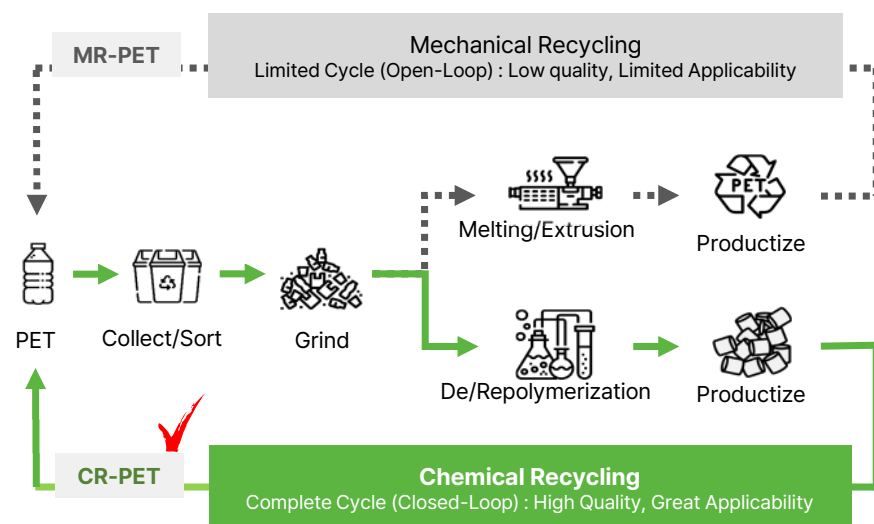 MR-PET
Mechanical Recycling
Limited Cycle (Open-Loop) : Low quality, Limited Applicability
PET
Melting/Extrusion
Productize
PET
Collect/Sort
Grind
De/Repolymerization
Productize
CR-PET
Chemical Recycling
Complete Cycle (Closed-Loop) : High Quality, Great Applicability